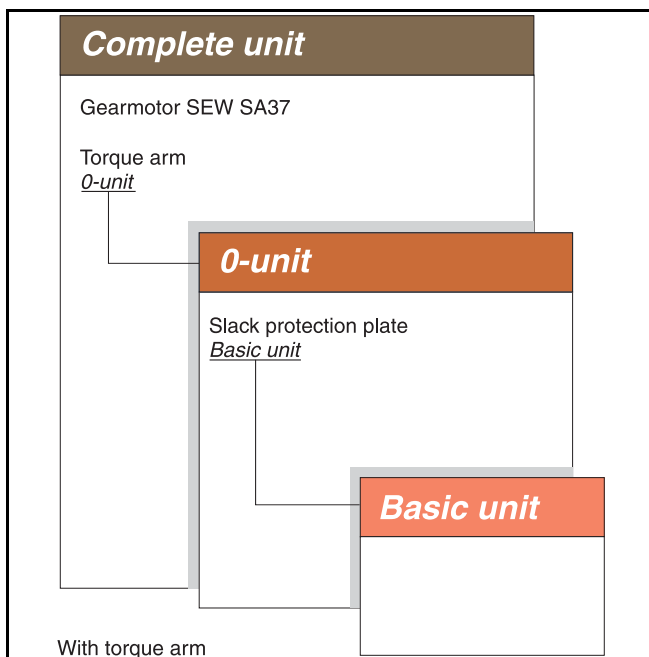 Complete unit
Gearmotor SEW SA37
Torque arm
0-unit
0-unit
Slack protection plate
Basic unit
Basic unit
With torque arm